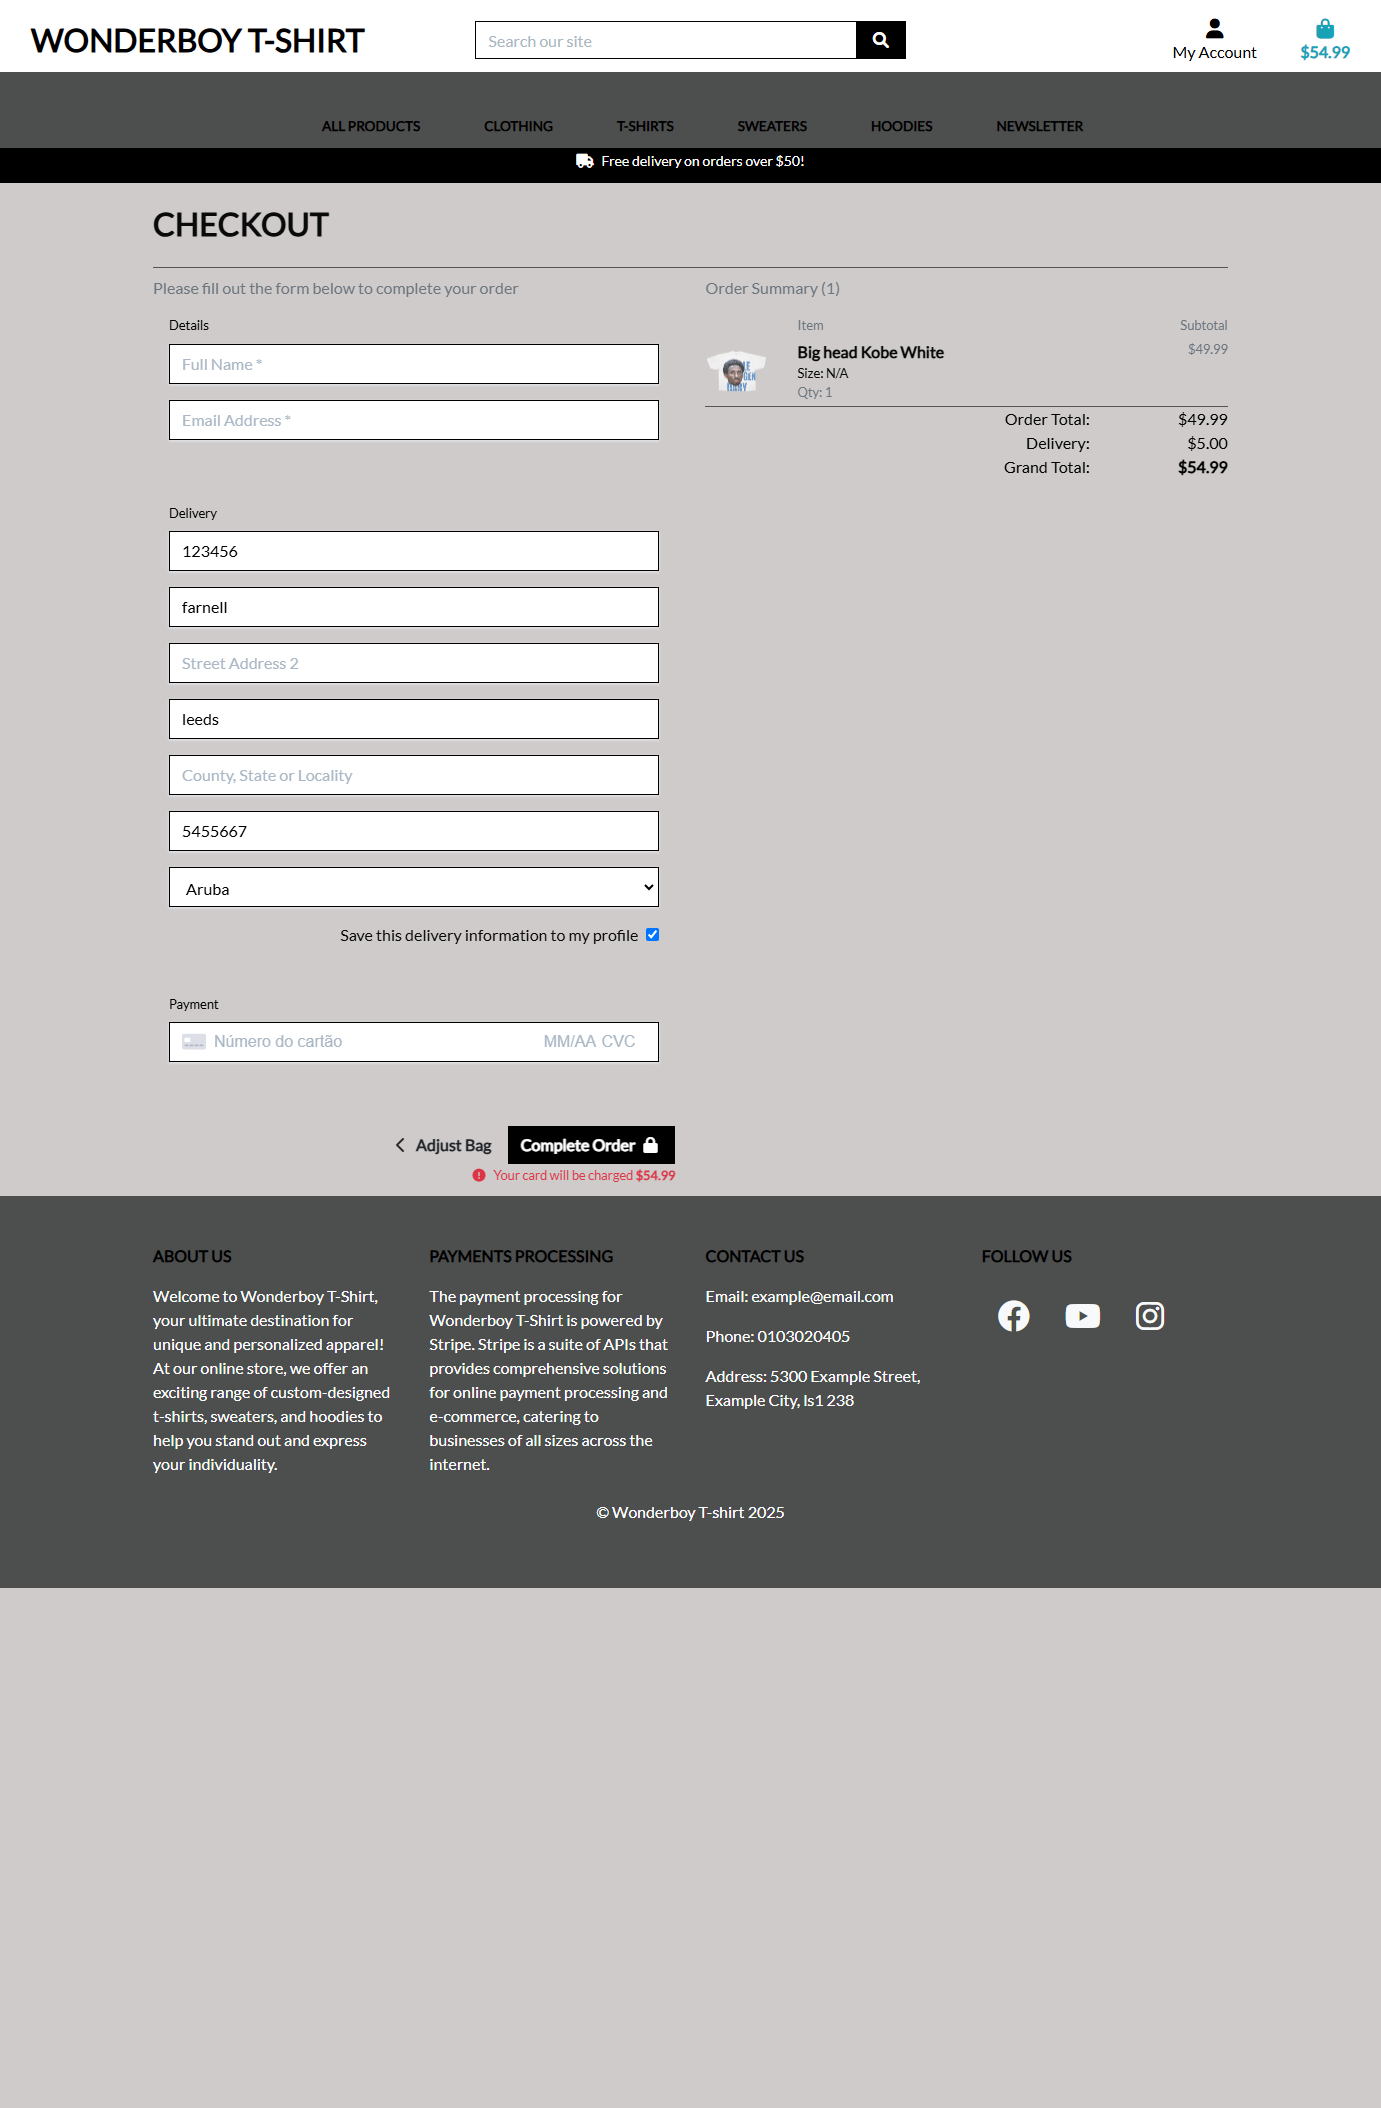 WONDERBOY T-SHIRT
Search our site
My Account
$54.99
ALL PRODUCTS
CLOTHING
T-SHIRTS
SWEATERS
HOODIES
NEWSLETTER
Free delivery on orders over $50!
CHECKOUT
Please fill out the form below to complete your order
Details
Full Name *
Email Address *
Delivery
123456
farnell
Street Address 2
leeds
County, State or Locality
5455667
Aruba
Save this delivery information to my profile
Payment
Número do cartão MM/AA CVC
Adjust Bag
Complete Order
Your card will be charged $54.99
Order Summary (1)
Item Subtotal
Big head Kobe White $49.99
Size: N/A
Qty: 1
Order Total: $49.99
Delivery: $5.00
Grand Total: $54.99
ABOUT US
Welcome to Wonderboy T-Shirt,
your ultimate destination for
unique and personalized apparel!
At our online store, we offer an
exciting range of custom-designed
t-shirts, sweaters, and hoodies to
help you stand out and express
your individuality.
PAYMENTS PROCESSING
The payment processing for
Wonderboy T-Shirt is powered by
Stripe. Stripe is a suite of APIs that
provides comprehensive solutions
for online payment processing and
e-commerce, catering to
businesses of all sizes across the
internet.
CONTACT US
Email: example@email.com
Phone: 0103020405
Address: 5300 Example Street,
Example City, ls1 238
FOLLOW US
© Wonderboy T-shirt 2025